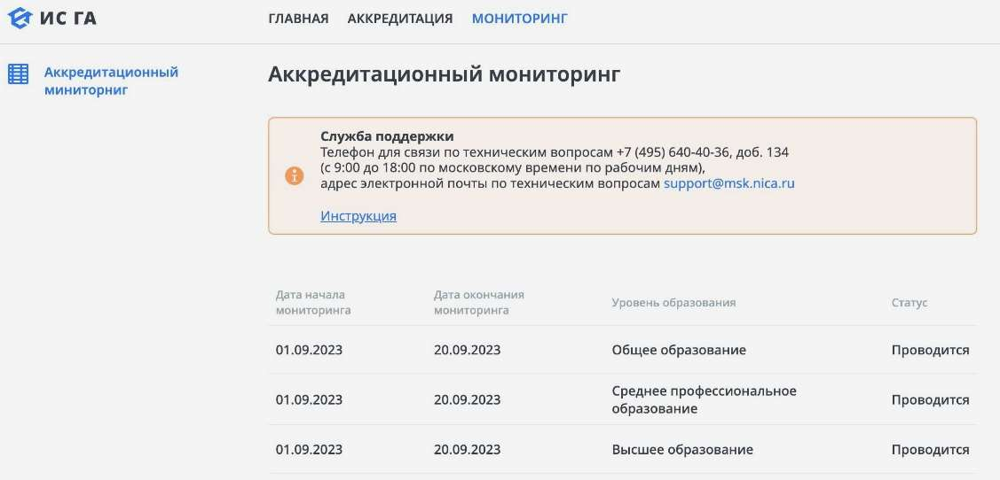 ИС ГА
ГЛАВНАЯ АККРЕДИТАЦИЯ МОНИТОРИНГ
Аккредитационный
миниторниг
Аккредитационный мониторинг
Служба поддержки
Телефон для связи по техническим вопросам +7 (495) 640-40-36, доб. 134
(с 9:00 до 18:00 по московскому времени по рабочим дням),
адрес электронной почты по техническим вопросам support@msk.nica.ru
Инструкция
Дата начала
мониторинга
Дата окончания
мониторинга
Уровень образования
Статус
01.09.2023 20.09.2023 Общее образование Проводится
01.09.2023 20.09.2023 Среднее профессиональное
образование Проводится
01.09.2023 20.09.2023 Высшее образование Проводится